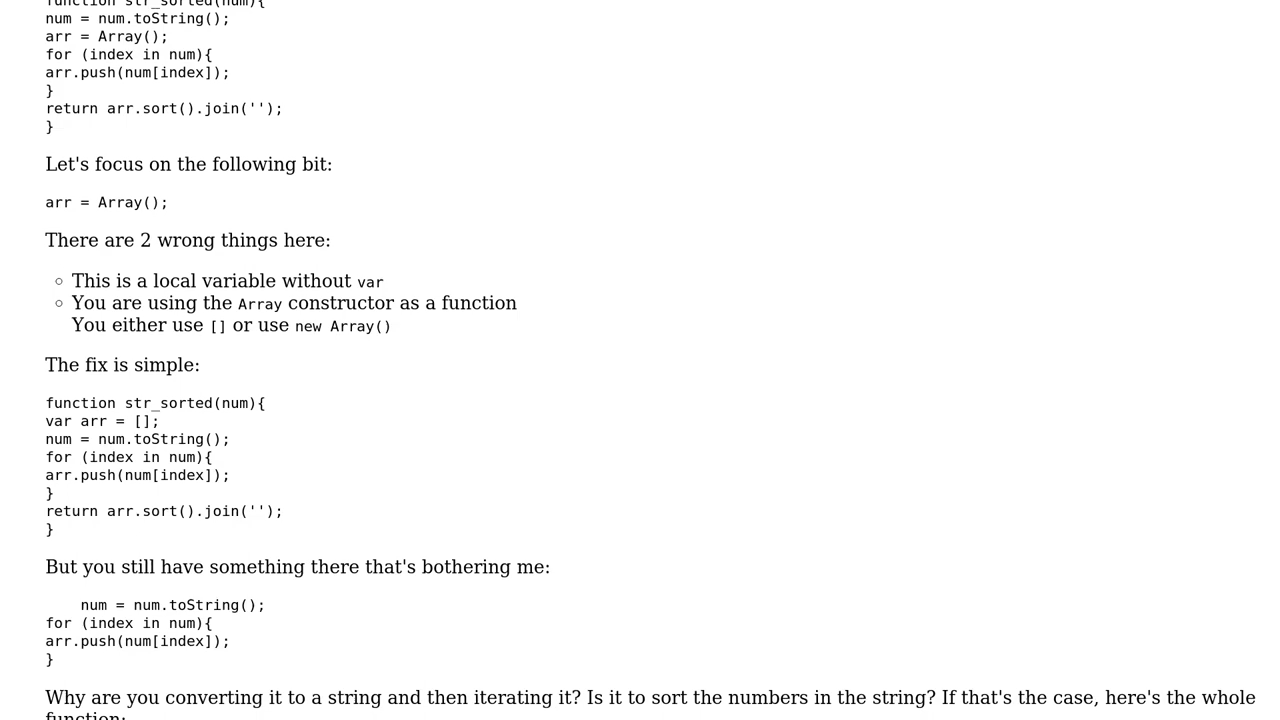 function str_sorted(num){
num = num.toString();
arr = Array();
for (index in num){
arr.push(num[index]);
}
return arr.sort().join('');
}
Let's focus on the following bit:
arr = Array();
There are 2 wrong things here:
This is a local variable without var
You are using the Array constructor as a function
You either use [] or use new Array()
The fix is simple:
function str_sorted(num){
var arr = [];
num = num.toString();
for (index in num){
arr.push(num[index]);
}
return arr.sort().join('');
}
But you still have something there that's bothering me:
num = num.toString();
for (index in num){
arr.push(num[index]);
}
Why are you converting it to a string and then iterating it? Is it to sort the numbers in the string? If that's the case, here's the whole
function: